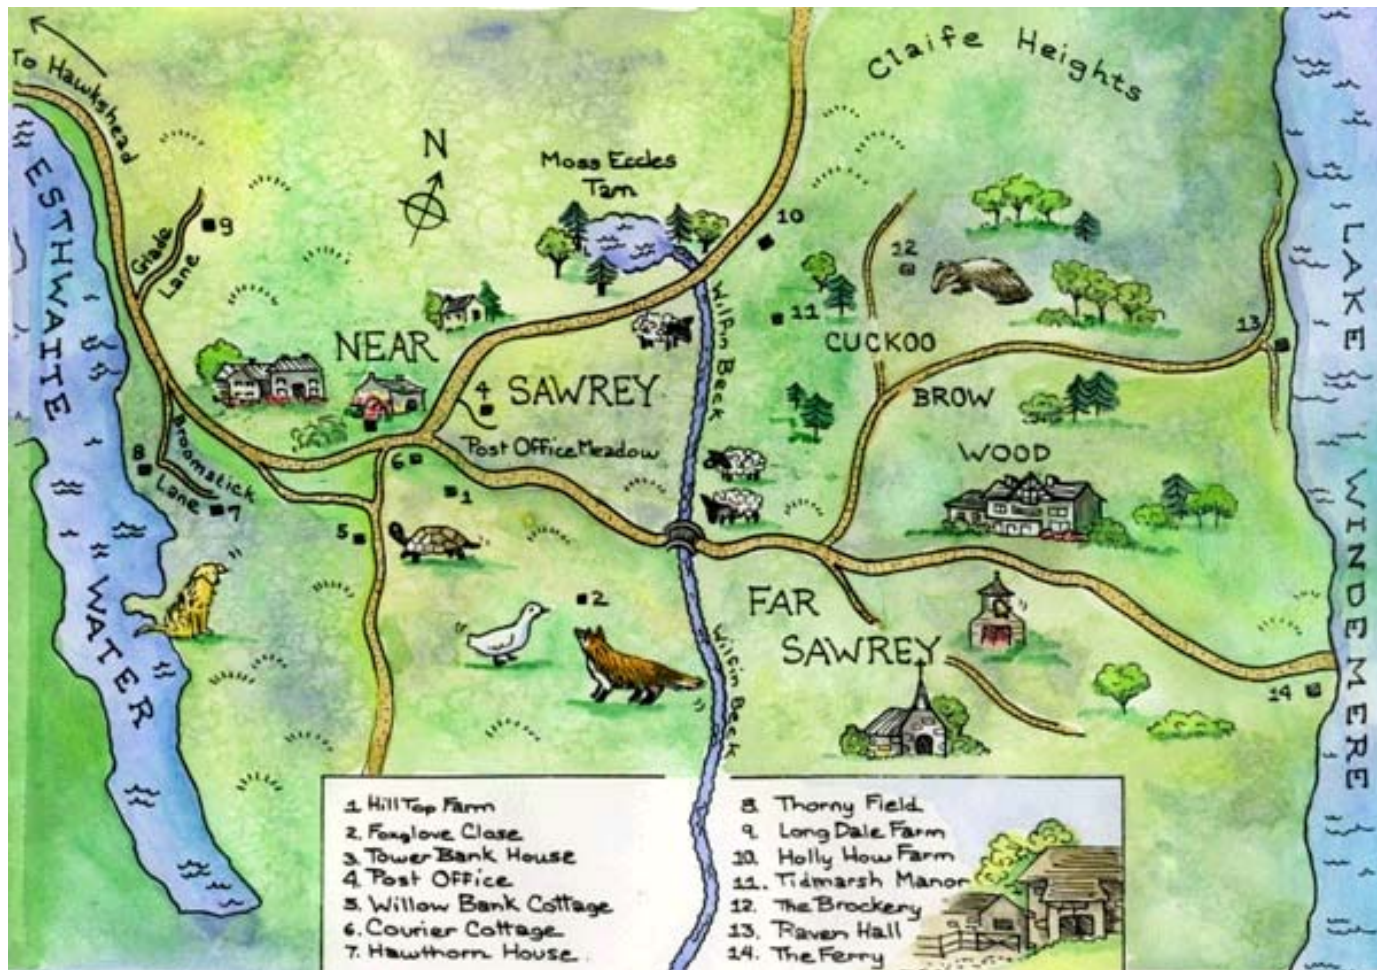 To Hawkshead
Claife Heights
N
Moss Eccles
Tarn
ESTHWAITE WATER
Glade
Lane
9
10
12
11
Wilfin Beck
LAKE WINDEMERE
13
NEAR
SAWREY
4
CUCKOO
BROW
WOOD
Post Office Meadow
Broomstick
Lane
8
7
6
1
5
2
FAR
SAWREY
Wilfin Beck
14
1 Hill Top Farm
2. Foxglove Close
3. Tower Bank House
4. Post Office
5. Willow Bank Cottage
6. Courier Cottage
7. Hawthorn House
8. Thorny Field
9. Long Dale Farm
10. Holly How Farm
11. Tidmarsh Manor
12. The Brockery
13. Raven Hall
14. The Ferry